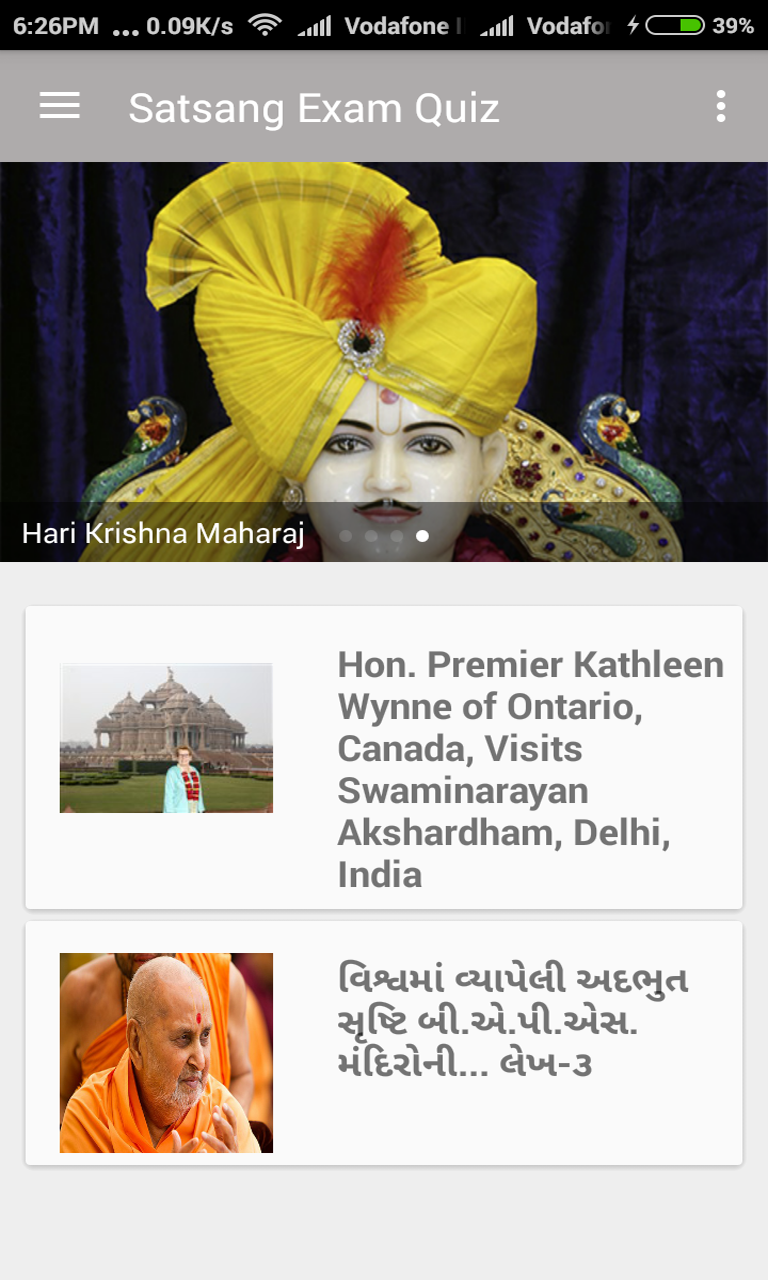 6:26PM ... 0.09K/s Vodafone Vodafo 39%
Satsang Exam Quiz
Hari Krishna Maharaj
Hon. Premier Kathleen
Wynne of Ontario,
Canada, Visits
Swaminarayan
Akshardham, Delhi,
India
વિશ્વમાં વ્યાપેલી અદભુત
સૃષ્ટિ બી.એ.પી.એસ.
મંદિરોની... લેખ-૩